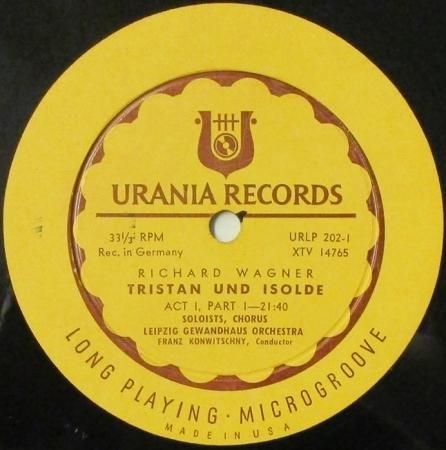 URANIA RECORDS
33⅓ RPM
Rec. in Germany
URLP 202-1
XTV 14765
RICHARD WAGNER
TRISTAN UND ISOLDE
ACT I, PART 1—21:40
SOLOISTS, CHORUS
LEIPZIG GEWANDHAUS ORCHESTRA
FRANZ KONWITSCHNY, Conductor
LONG PLAYING · MICROGROOVE
MADE IN USA